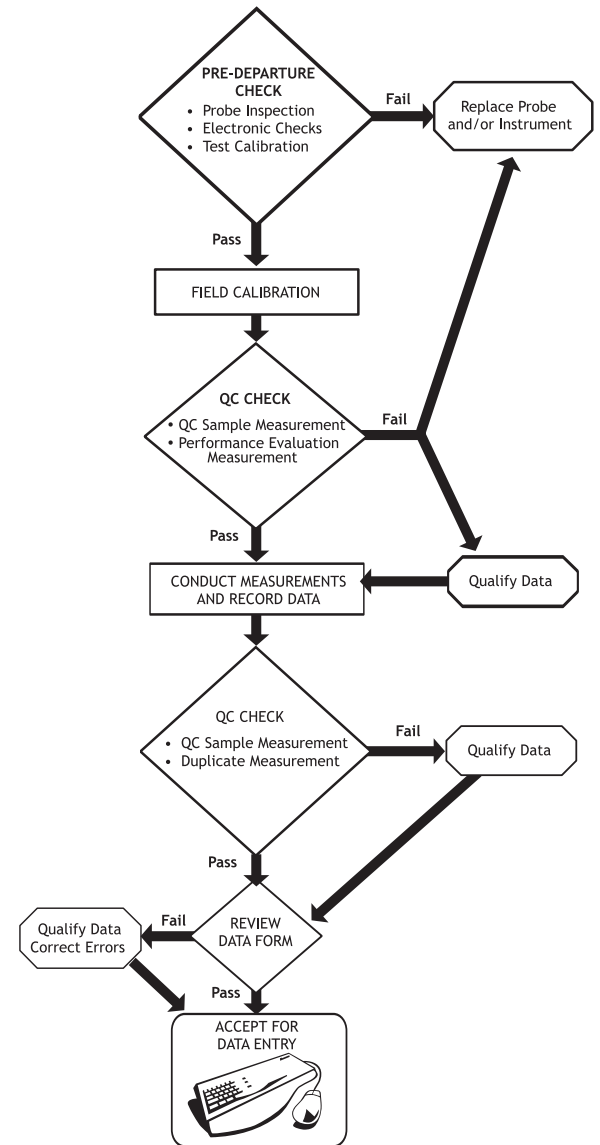 PRE-DEPARTURE
CHECK
• Probe Inspection
• Electronic Checks
• Test Calibration
Fail
Replace Probe
and/or Instrument
Pass
FIELD CALIBRATION
QC CHECK
• QC Sample Measurement
• Performance Evaluation
Measurement
Fail
Pass
CONDUCT MEASUREMENTS
AND RECORD DATA
Qualify Data
QC CHECK
• QC Sample Measurement
• Duplicate Measurement
Fail
Qualify Data
Pass
REVIEW
DATA FORM
Fail
Qualify Data
Correct Errors
Pass
ACCEPT FOR
DATA ENTRY